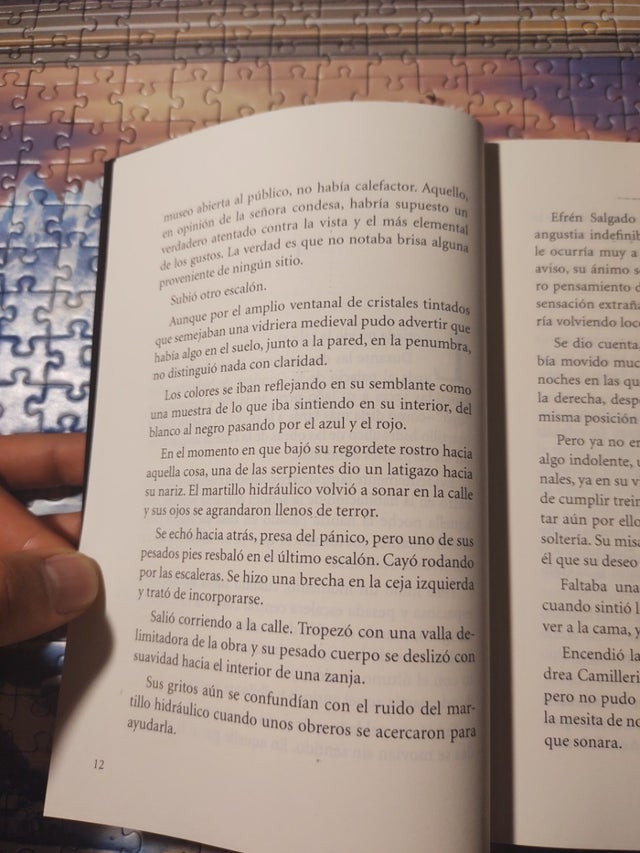 museo abierta al público, no había calefactor. Aquello,
en opinión de la señora condesa, habría supuesto un
verdadero atentado contra la vista y el más elemental
de los gustos. La verdad es que no notaba brisa alguna
proveniente de ningún sitio.
Subió otro escalón.
Aunque por el amplio ventanal de cristales tintados
que semejaban una vidriera medieval pudo advertir que
había algo en el suelo, junto a la pared, en la penumbra,
no distinguió nada con claridad.
Los colores se iban reflejando en su semblante como
una muestra de lo que iba sintiendo en su interior, del
blanco al negro pasando por el azul y el rojo.
En el momento en que bajó su regordete rostro hacia
aquella cosa, una de las serpientes dio un latigazo hacia
su nariz. El martillo hidráulico volvió a sonar en la calle
y sus ojos se agrandaron llenos de terror.
Se echó hacia atrás, presa del pánico, pero uno de sus
pesados pies resbaló en el último escalón. Cayó rodando
por las escaleras. Se hizo una brecha en la ceja izquierda
y trató de incorporarse.
Salió corriendo a la calle. Tropezó con una valla de-
limitadora de la obra y su pesado cuerpo se deslizó con
suavidad hacia el interior de una zanja.
Sus gritos aún se confundían con el ruido del mar-
tillo hidráulico cuando unos obreros se acercaron para
ayudarla.
12
Efrén Salgado
angustia indefinib
le ocurría muy a
aviso, su ánimo s
ro pensamiento d
sensación extrañ
ría volviendo loc
Se dio cuenta
bía movido muc
noches en las qu
la derecha, desp
misma posición
Pero ya no er
algo indolente, u
nales, ya en su v
de cumplir trein
tar aún por ello
soltería. Su misa
él que su deseo
Faltaba una
cuando sintió l
ver a la cama, y
Encendió la
drea Camilleri
pero no pudo
la mesita de no
que sonara.